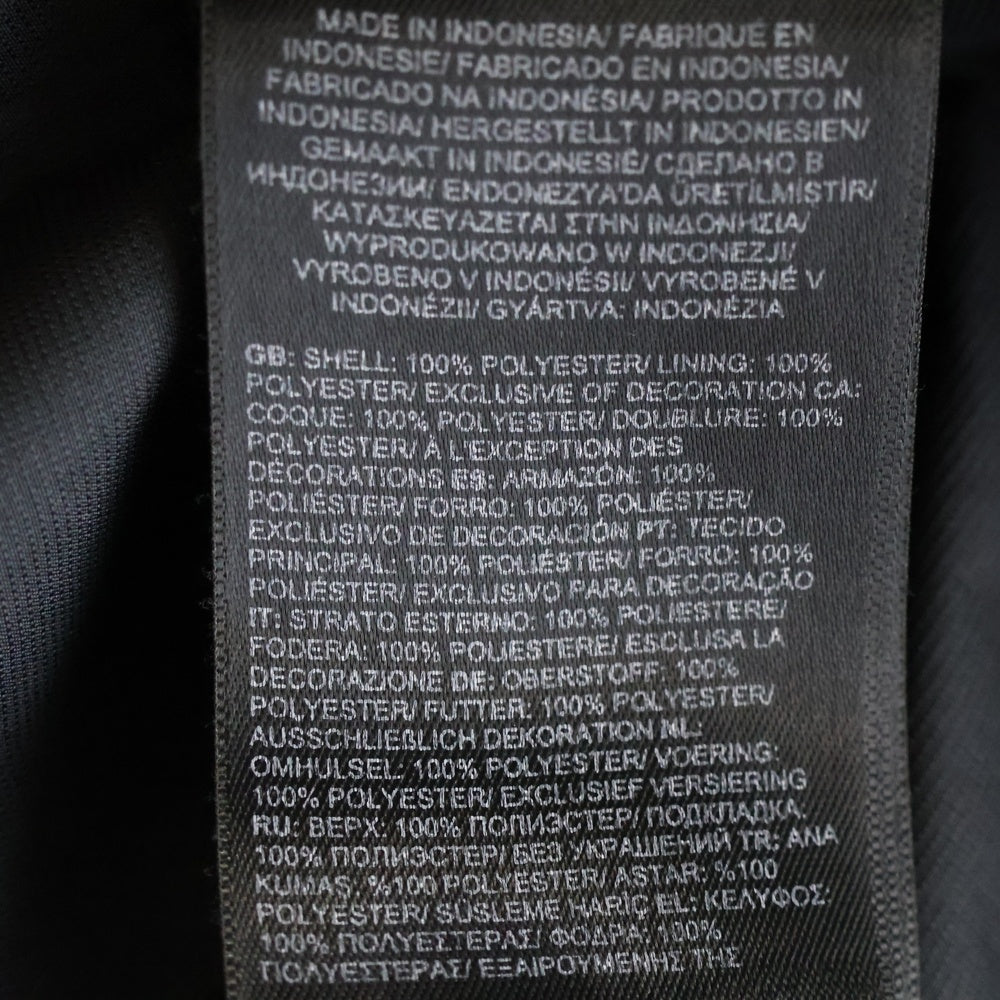 MADE IN INDONESIA/ FABRIQUÉ EN
INDONESIE/ FABRICADO EN INDONESIA/
FABRICADO NA INDONÉSIA/ PRODOTTO IN
INDONESIA/ HERGESTELLT IN INDONESIEN/
GEMAAKT IN INDONESIË/ СДЕЛАНО В
ИНДОНЕЗИИ/ ENDONEZYA'DA ÜRETİLMİŞTİR/
ΚΑΤΑΣΚΕΥΑΖΕΤΑΙ ΣΤΗΝ ΙΝΔΟΝΗΣΙΑ/
WYPRODUKOWANO W INDONEZJI/
VYROBENO V INDONÉSII/ VYROBENÉ V
INDONÉZII/ GYÁRTVA: INDONÉZIA
GB: SHELL: 100% POLYESTER/ LINING: 100%
POLYESTER/ EXCLUSIVE OF DECORATION CA:
COQUE: 100% POLYESTER/ DOUBLURE: 100%
POLYESTER/ À L'EXCEPTION DES
DÉCORATIONS ES: ARMAZÓN: 100%
POLIÉSTER/ FORRO: 100% POLIÉSTER/
EXCLUSIVO DE DECORACIÓN PT: TECIDO
PRINCIPAL: 100% POLIÉSTER/ FORRO: 100%
POLIÉSTER/ EXCLUSIVO PARA DECORAÇÃO
IT: STRATO ESTERNO: 100% POLIESTERE/
FODERA: 100% POLIESTERE/ ESCLUSA LA
DECORAZIONE DE: OBERSTOFF: 100%
POLYESTER/ FUTTER: 100% POLYESTER/
AUSSCHLIEßLICH DEKORATION NL:
OMHULSEL: 100% POLYESTER/ VOERING:
100% POLYESTER/ EXCLUSIEF VERSIERING
RU: ВЕРХ: 100% ПОЛИЭСТЕР/ ПОДКЛАДКА:
100% ПОЛИЭСТЕР/ БЕЗ УКРАШЕНИЙ TR: ANA
KUMAŞ: %100 POLYESTER/ ASTAR: %100
POLYESTER/ SÜSLEME HARİÇ EL: ΚΕΛΥΦΟΣ:
100% ΠΟΛΥΕΣΤΕΡΑΣ/ ΦΟΔΡΑ: 100%
ΠΟΛΥΕΣΤΕΡΑΣ/ ΕΞΑΙΡΟΥΜΕΝΗΣ ΤΗΣ